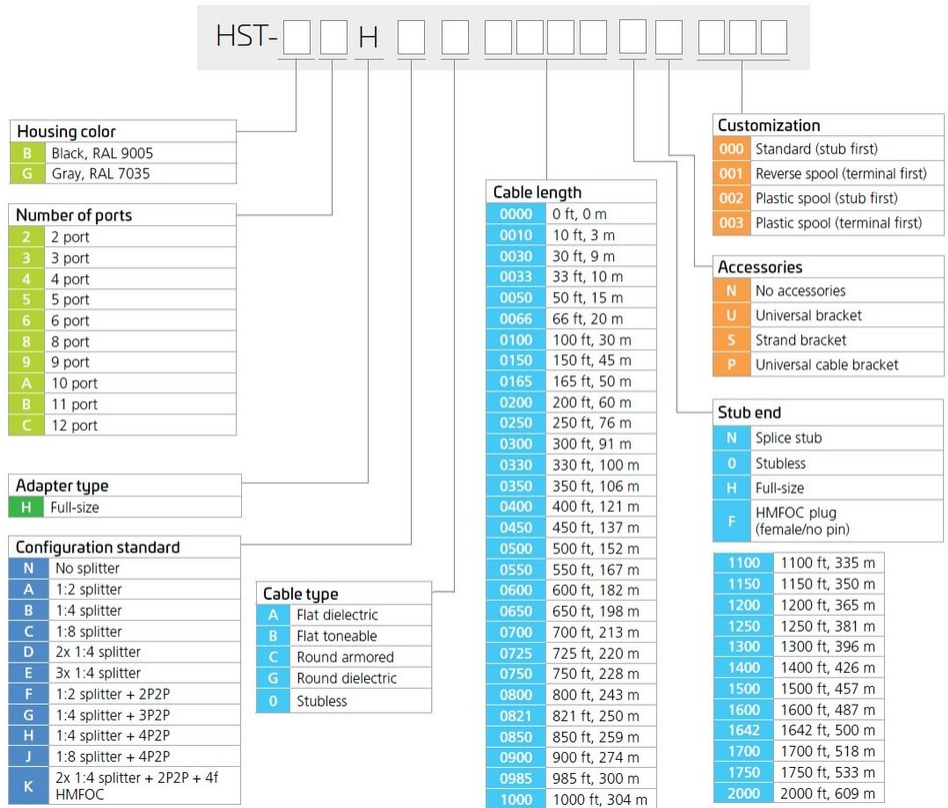 HST- H
Housing color
B Black, RAL 9005
G Gray, RAL 7035
Number of ports
2 2 port
3 3 port
4 4 port
5 5 port
6 6 port
8 8 port
9 9 port
A 10 port
B 11 port
C 12 port
Adapter type
H Full-size
Configuration standard
N No splitter
A 1:2 splitter
B 1:4 splitter
C 1:8 splitter
D 2x 1:4 splitter
E 3x 1:4 splitter
F 1:2 splitter + 2P2P
G 1:4 splitter + 3P2P
H 1:4 splitter + 4P2P
J 1:8 splitter + 4P2P
K 2x 1:4 splitter + 2P2P + 4f
HMFOC
Cable type
A Flat dielectric
B Flat toneable
C Round armored
G Round dielectric
0 Stubless
Cable length
0000 0 ft, 0 m
0010 10 ft, 3 m
0030 30 ft, 9 m
0033 33 ft, 10 m
0050 50 ft, 15 m
0066 66 ft, 20 m
0100 100 ft, 30 m
0150 150 ft, 45 m
0165 165 ft, 50 m
0200 200 ft, 60 m
0250 250 ft, 76 m
0300 300 ft, 91 m
0330 330 ft, 100 m
0350 350 ft, 106 m
0400 400 ft, 121 m
0450 450 ft, 137 m
0500 500 ft, 152 m
0550 550 ft, 167 m
0600 600 ft, 182 m
0650 650 ft, 198 m
0700 700 ft, 213 m
0725 725 ft, 220 m
0750 750 ft, 228 m
0800 800 ft, 243 m
0821 821 ft, 250 m
0850 850 ft, 259 m
0900 900 ft, 274 m
0985 985 ft, 300 m
1000 1000 ft, 304 m
1100 1100 ft, 335 m
1150 1150 ft, 350 m
1200 1200 ft, 365 m
1250 1250 ft, 381 m
1300 1300 ft, 396 m
1400 1400 ft, 426 m
1500 1500 ft, 457 m
1600 1600 ft, 487 m
1642 1642 ft, 500 m
1700 1700 ft, 518 m
1750 1750 ft, 533 m
2000 2000 ft, 609 m
Stub end
N Splice stub
0 Stubless
H Full-size
F HMFOC plug
(female/no pin)
Accessories
N No accessories
U Universal bracket
S Strand bracket
P Universal cable bracket
Customization
000 Standard (stub first)
001 Reverse spool (terminal first)
002 Plastic spool (stub first)
003 Plastic spool (terminal first)